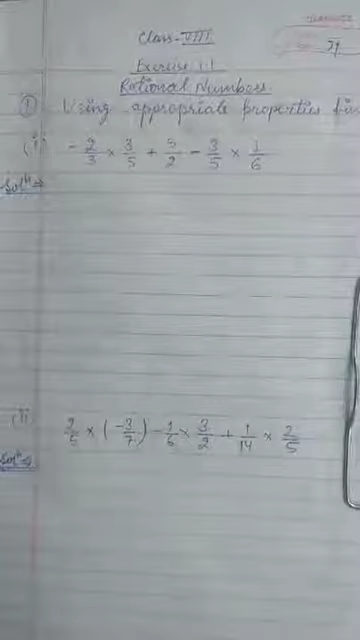 Class-VIII
Exercise 1.1
Rational Numbers
① Using appropriate properties fin
(i) -2/3 × 3/5 + 5/2 - 3/5 × 1/6
Solⁿ⇒
(ii) 2/5 × (-3/7) - 1/6 × 3/2 + 1/14 × 2/5
Solⁿ⇒